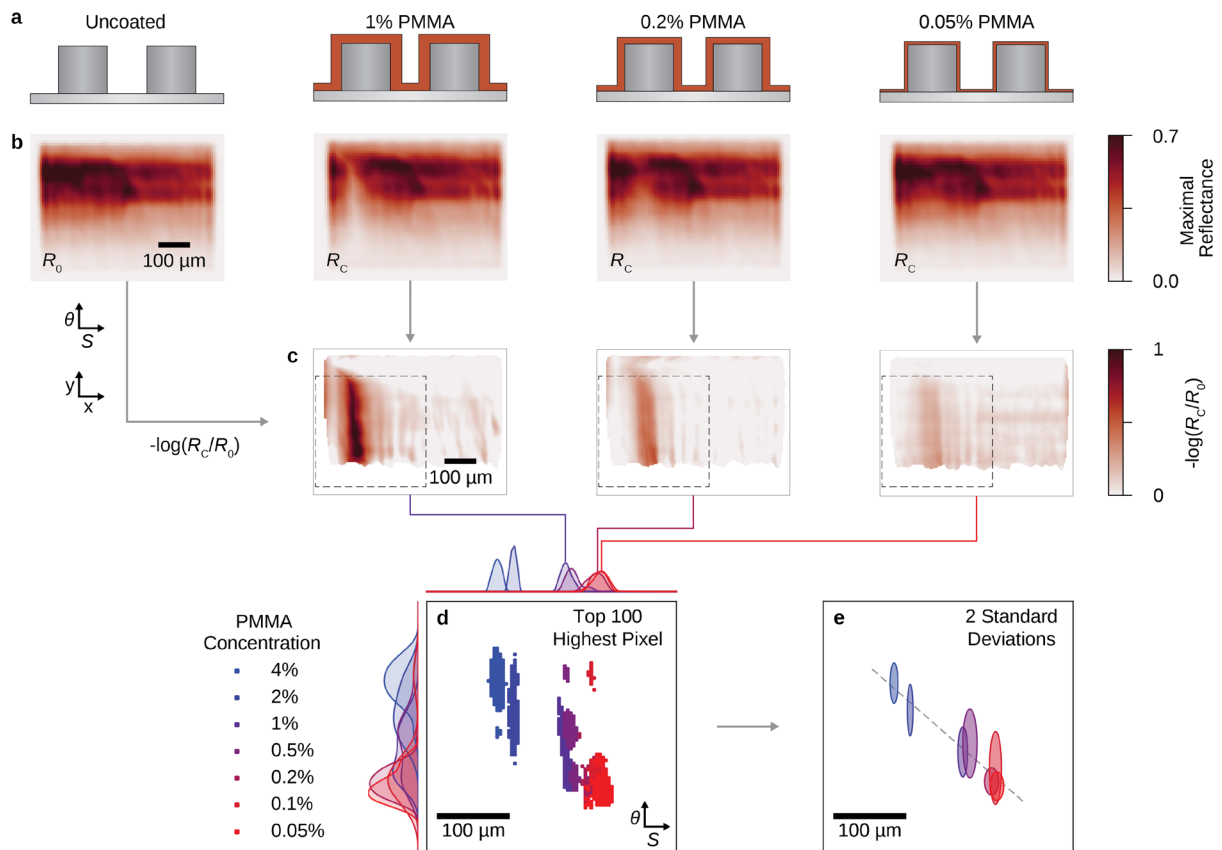 a
Uncoated
1% PMMA
0.2% PMMA
0.05% PMMA
b
R0
100 µm
RC
RC
RC
0.7
0.0
Maximal
Reflectance
θ
S
y
x
-log(RC/R0)
c
100 µm
1
0
-log(RC/R0)
PMMA
Concentration
4%
2%
1%
0.5%
0.2%
0.1%
0.05%
d
Top 100
Highest Pixel
100 µm
θ
S
e
2 Standard
Deviations
100 µm